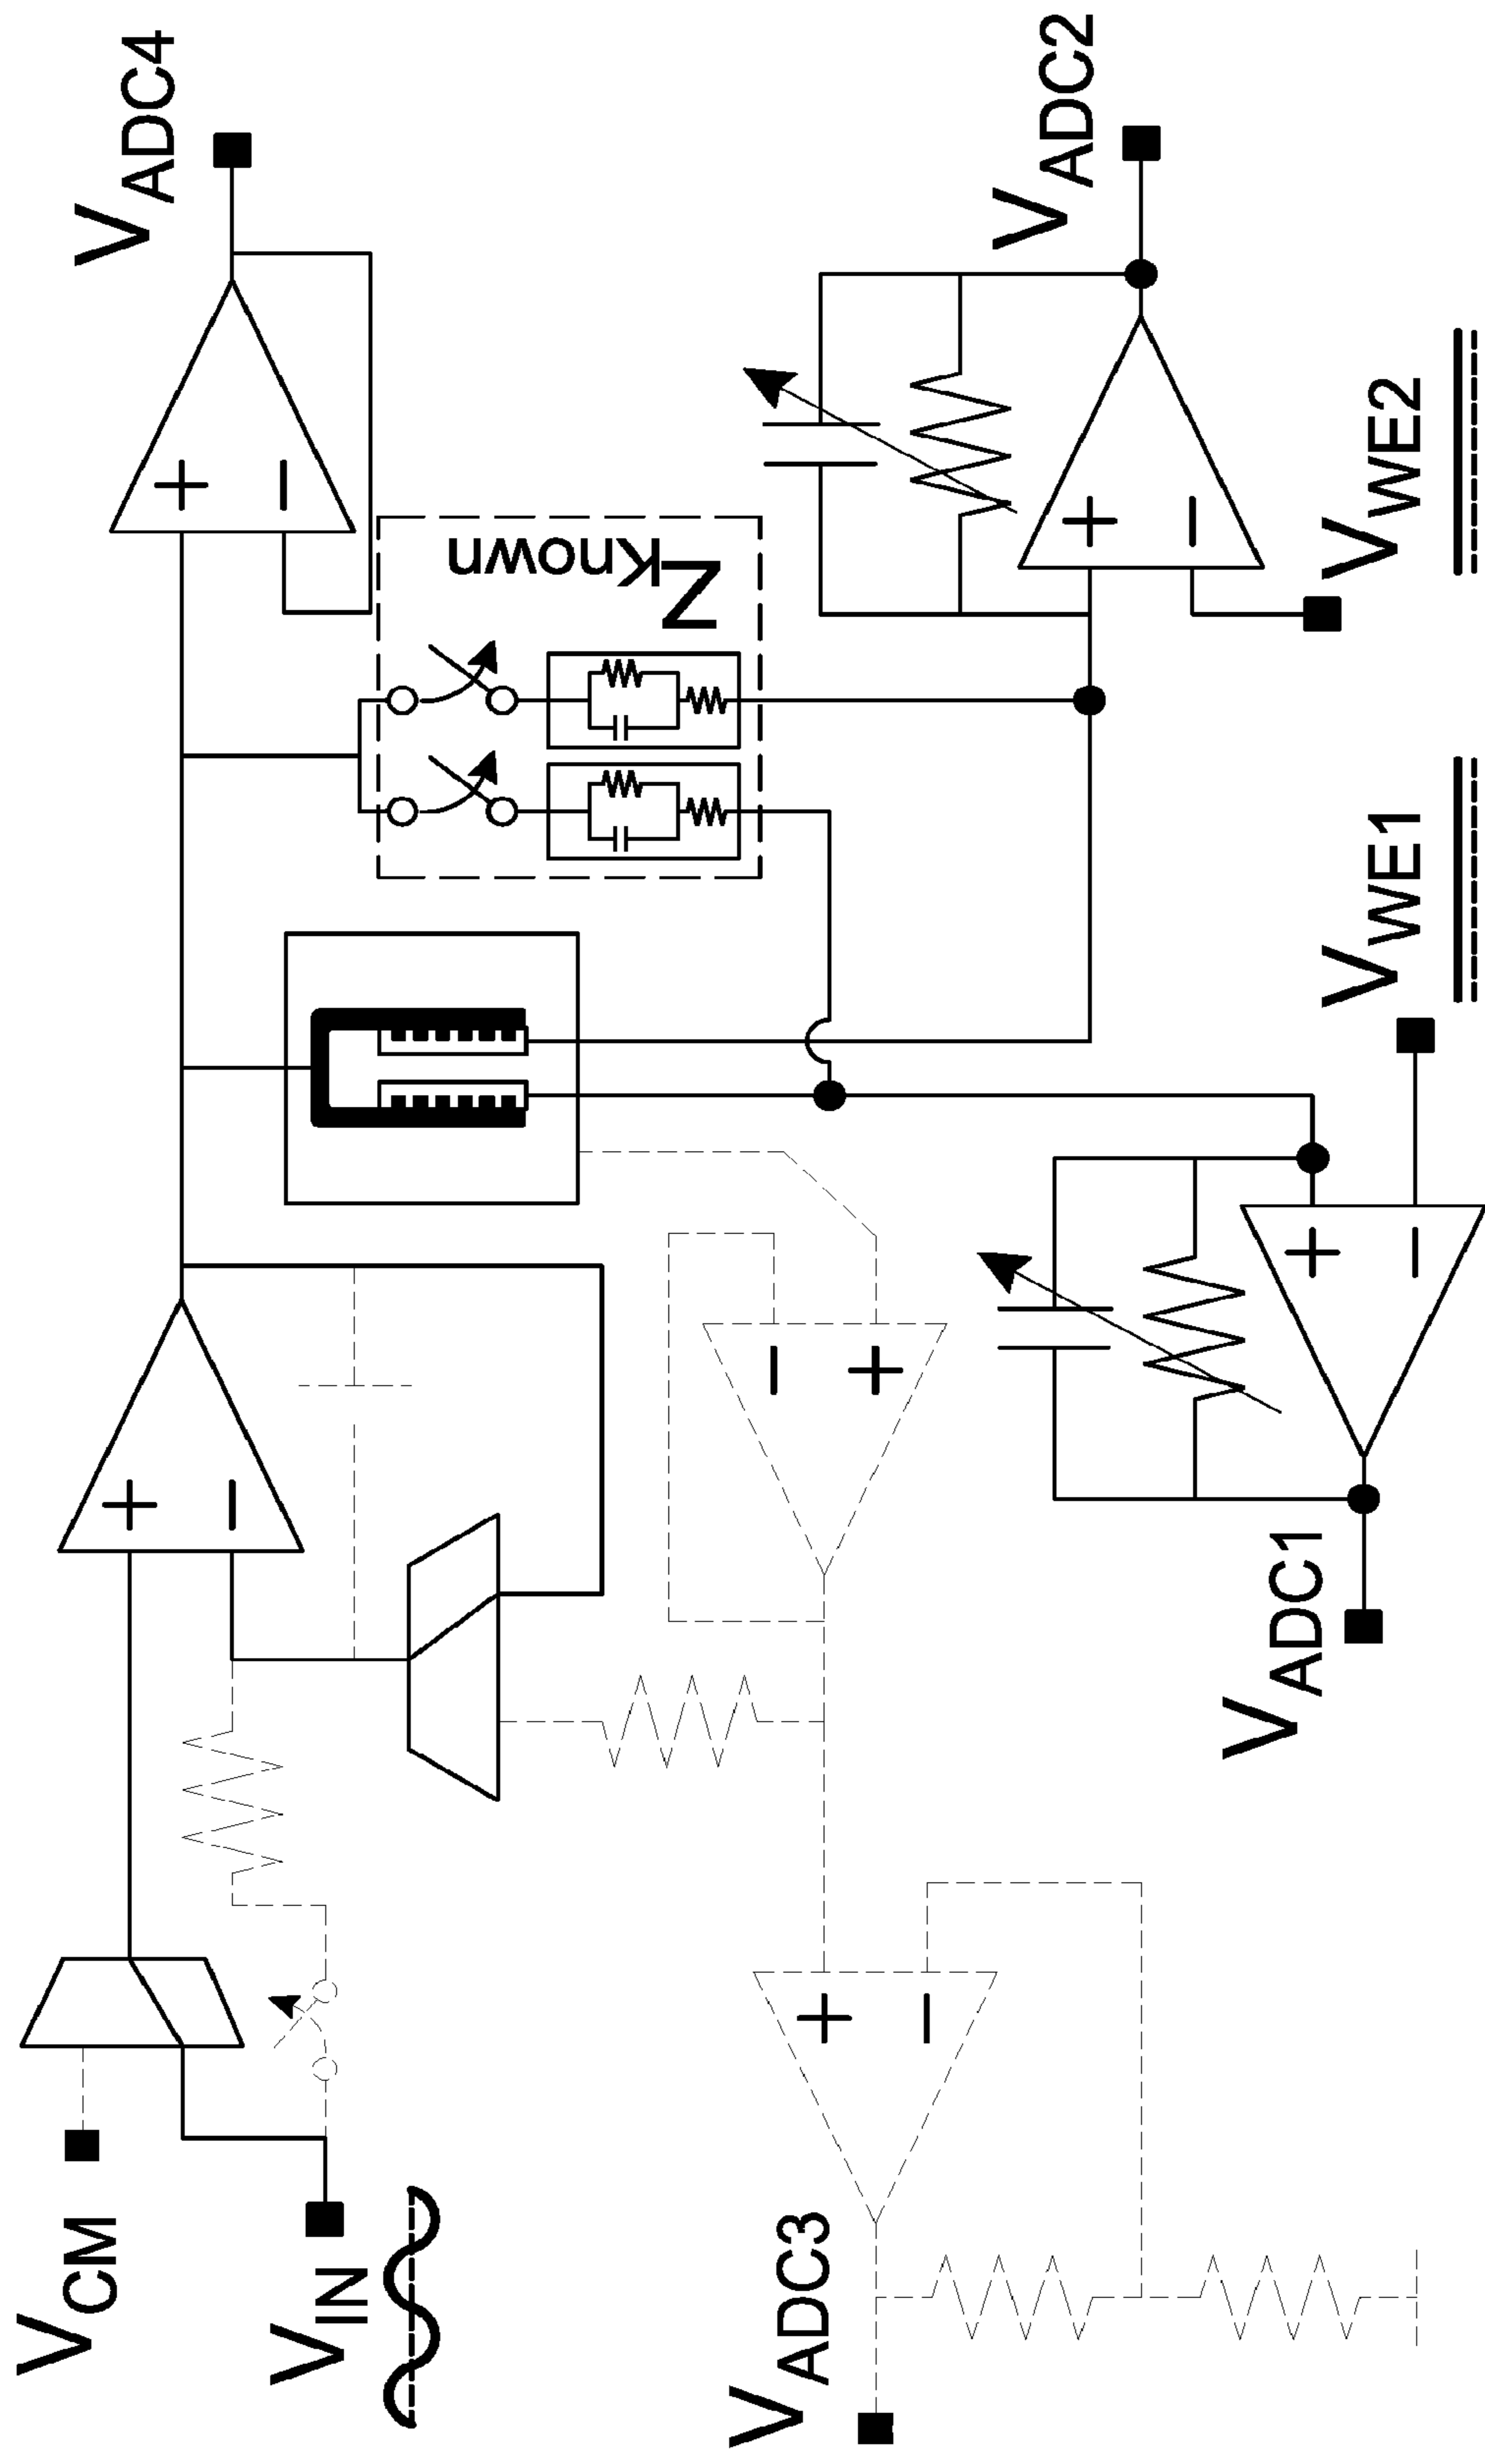 VCM
VIN
VADC3
VADC4
ZKnown
VADC2
VWE2
VWE1
VADC1
+
−
+
−
+
−
+
−
+
−
+
−